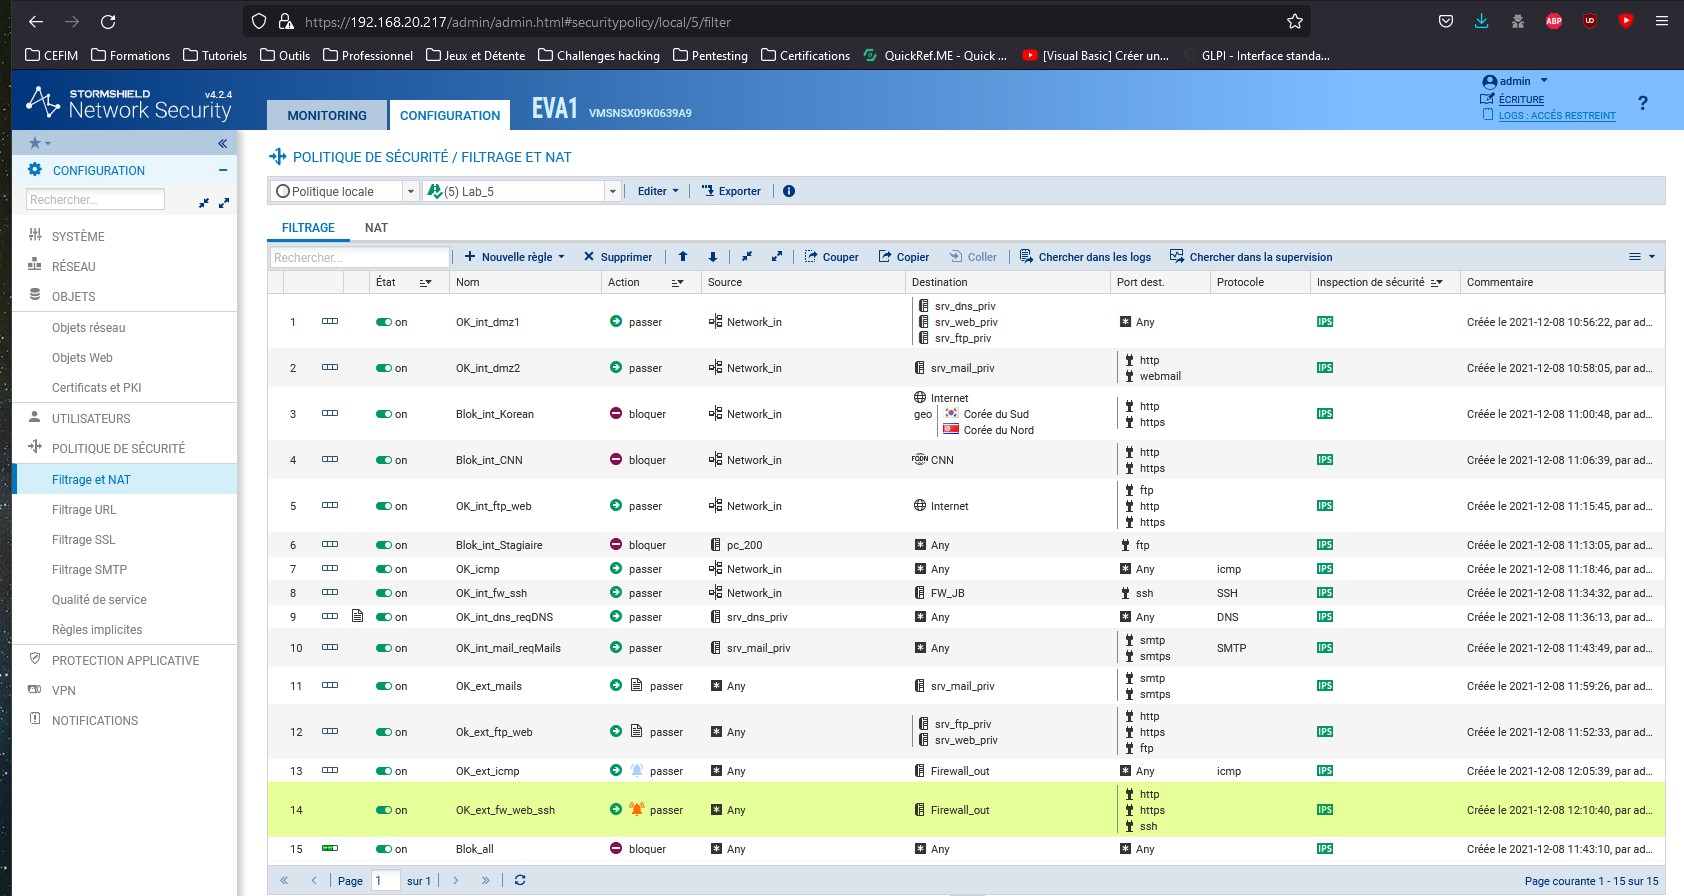 https://192.168.20.217/admin/admin.html#securitypolicy/local/5/filter
ABP
CEFIM Formations Tutoriels Outils Professionnel Jeux et Détente Challenges hacking Pentesting Certifications QuickRef.ME - Quick ... [Visual Basic] Créer un... GLPI - Interface standa...
STORMSHIELD v4.2.4
Network Security
MONITORING CONFIGURATION EVA1 VMSNSX09K0639A9
admin
ÉCRITURE
LOGS : ACCÈS RESTREINT
?
CONFIGURATION
Rechercher...
SYSTÈME
RÉSEAU
OBJETS
Objets réseau
Objets Web
Certificats et PKI
UTILISATEURS
POLITIQUE DE SÉCURITÉ
Filtrage et NAT
Filtrage URL
Filtrage SSL
Filtrage SMTP
Qualité de service
Règles implicites
PROTECTION APPLICATIVE
VPN
NOTIFICATIONS
POLITIQUE DE SÉCURITÉ / FILTRAGE ET NAT
Politique locale (5) Lab_5 Editer Exporter
FILTRAGE NAT
Rechercher... Nouvelle règle Supprimer Couper Copier Coller Chercher dans les logs Chercher dans la supervision
État Nom Action Source Destination Port dest. Protocole Inspection de sécurité Commentaire
1 on OK_int_dmz1 passer Network_in srv_dns_priv Any IPS Créée le 2021-12-08 10:56:22, par ad...
srv_web_priv
srv_ftp_priv
2 on OK_int_dmz2 passer Network_in srv_mail_priv http IPS Créée le 2021-12-08 10:58:05, par ad...
webmail
3 on Blok_int_Korean bloquer Network_in Internet http IPS Créée le 2021-12-08 11:00:48, par ad...
geo Corée du Sud https
Corée du Nord
4 on Blok_int_CNN bloquer Network_in FQDN CNN http IPS Créée le 2021-12-08 11:06:39, par ad...
https
5 on OK_int_ftp_web passer Network_in Internet ftp IPS Créée le 2021-12-08 11:15:45, par ad...
http
https
6 on Blok_int_Stagiaire bloquer pc_200 Any ftp IPS Créée le 2021-12-08 11:13:05, par ad...
7 on OK_icmp passer Network_in Any Any icmp IPS Créée le 2021-12-08 11:18:46, par ad...
8 on OK_int_fw_ssh passer Network_in FW_JB ssh SSH IPS Créée le 2021-12-08 11:34:32, par ad...
9 on OK_int_dns_reqDNS passer srv_dns_priv Any Any DNS IPS Créée le 2021-12-08 11:36:13, par ad...
10 on OK_int_mail_reqMails passer srv_mail_priv Any smtp SMTP IPS Créée le 2021-12-08 11:43:49, par ad...
smtps
11 on OK_ext_mails passer Any srv_mail_priv smtp IPS Créée le 2021-12-08 11:59:26, par ad...
smtps
12 on Ok_ext_ftp_web passer Any srv_ftp_priv http IPS Créée le 2021-12-08 11:52:33, par ad...
srv_web_priv https
ftp
13 on OK_ext_icmp passer Any Firewall_out Any icmp IPS Créée le 2021-12-08 12:05:39, par ad...
14 on OK_ext_fw_web_ssh passer Any Firewall_out http IPS Créée le 2021-12-08 12:10:40, par ad...
https
ssh
15 on Blok_all bloquer Any Any Any IPS Créée le 2021-12-08 11:43:10, par ad...
Page 1 sur 1 Page courante 1 - 15 sur 15